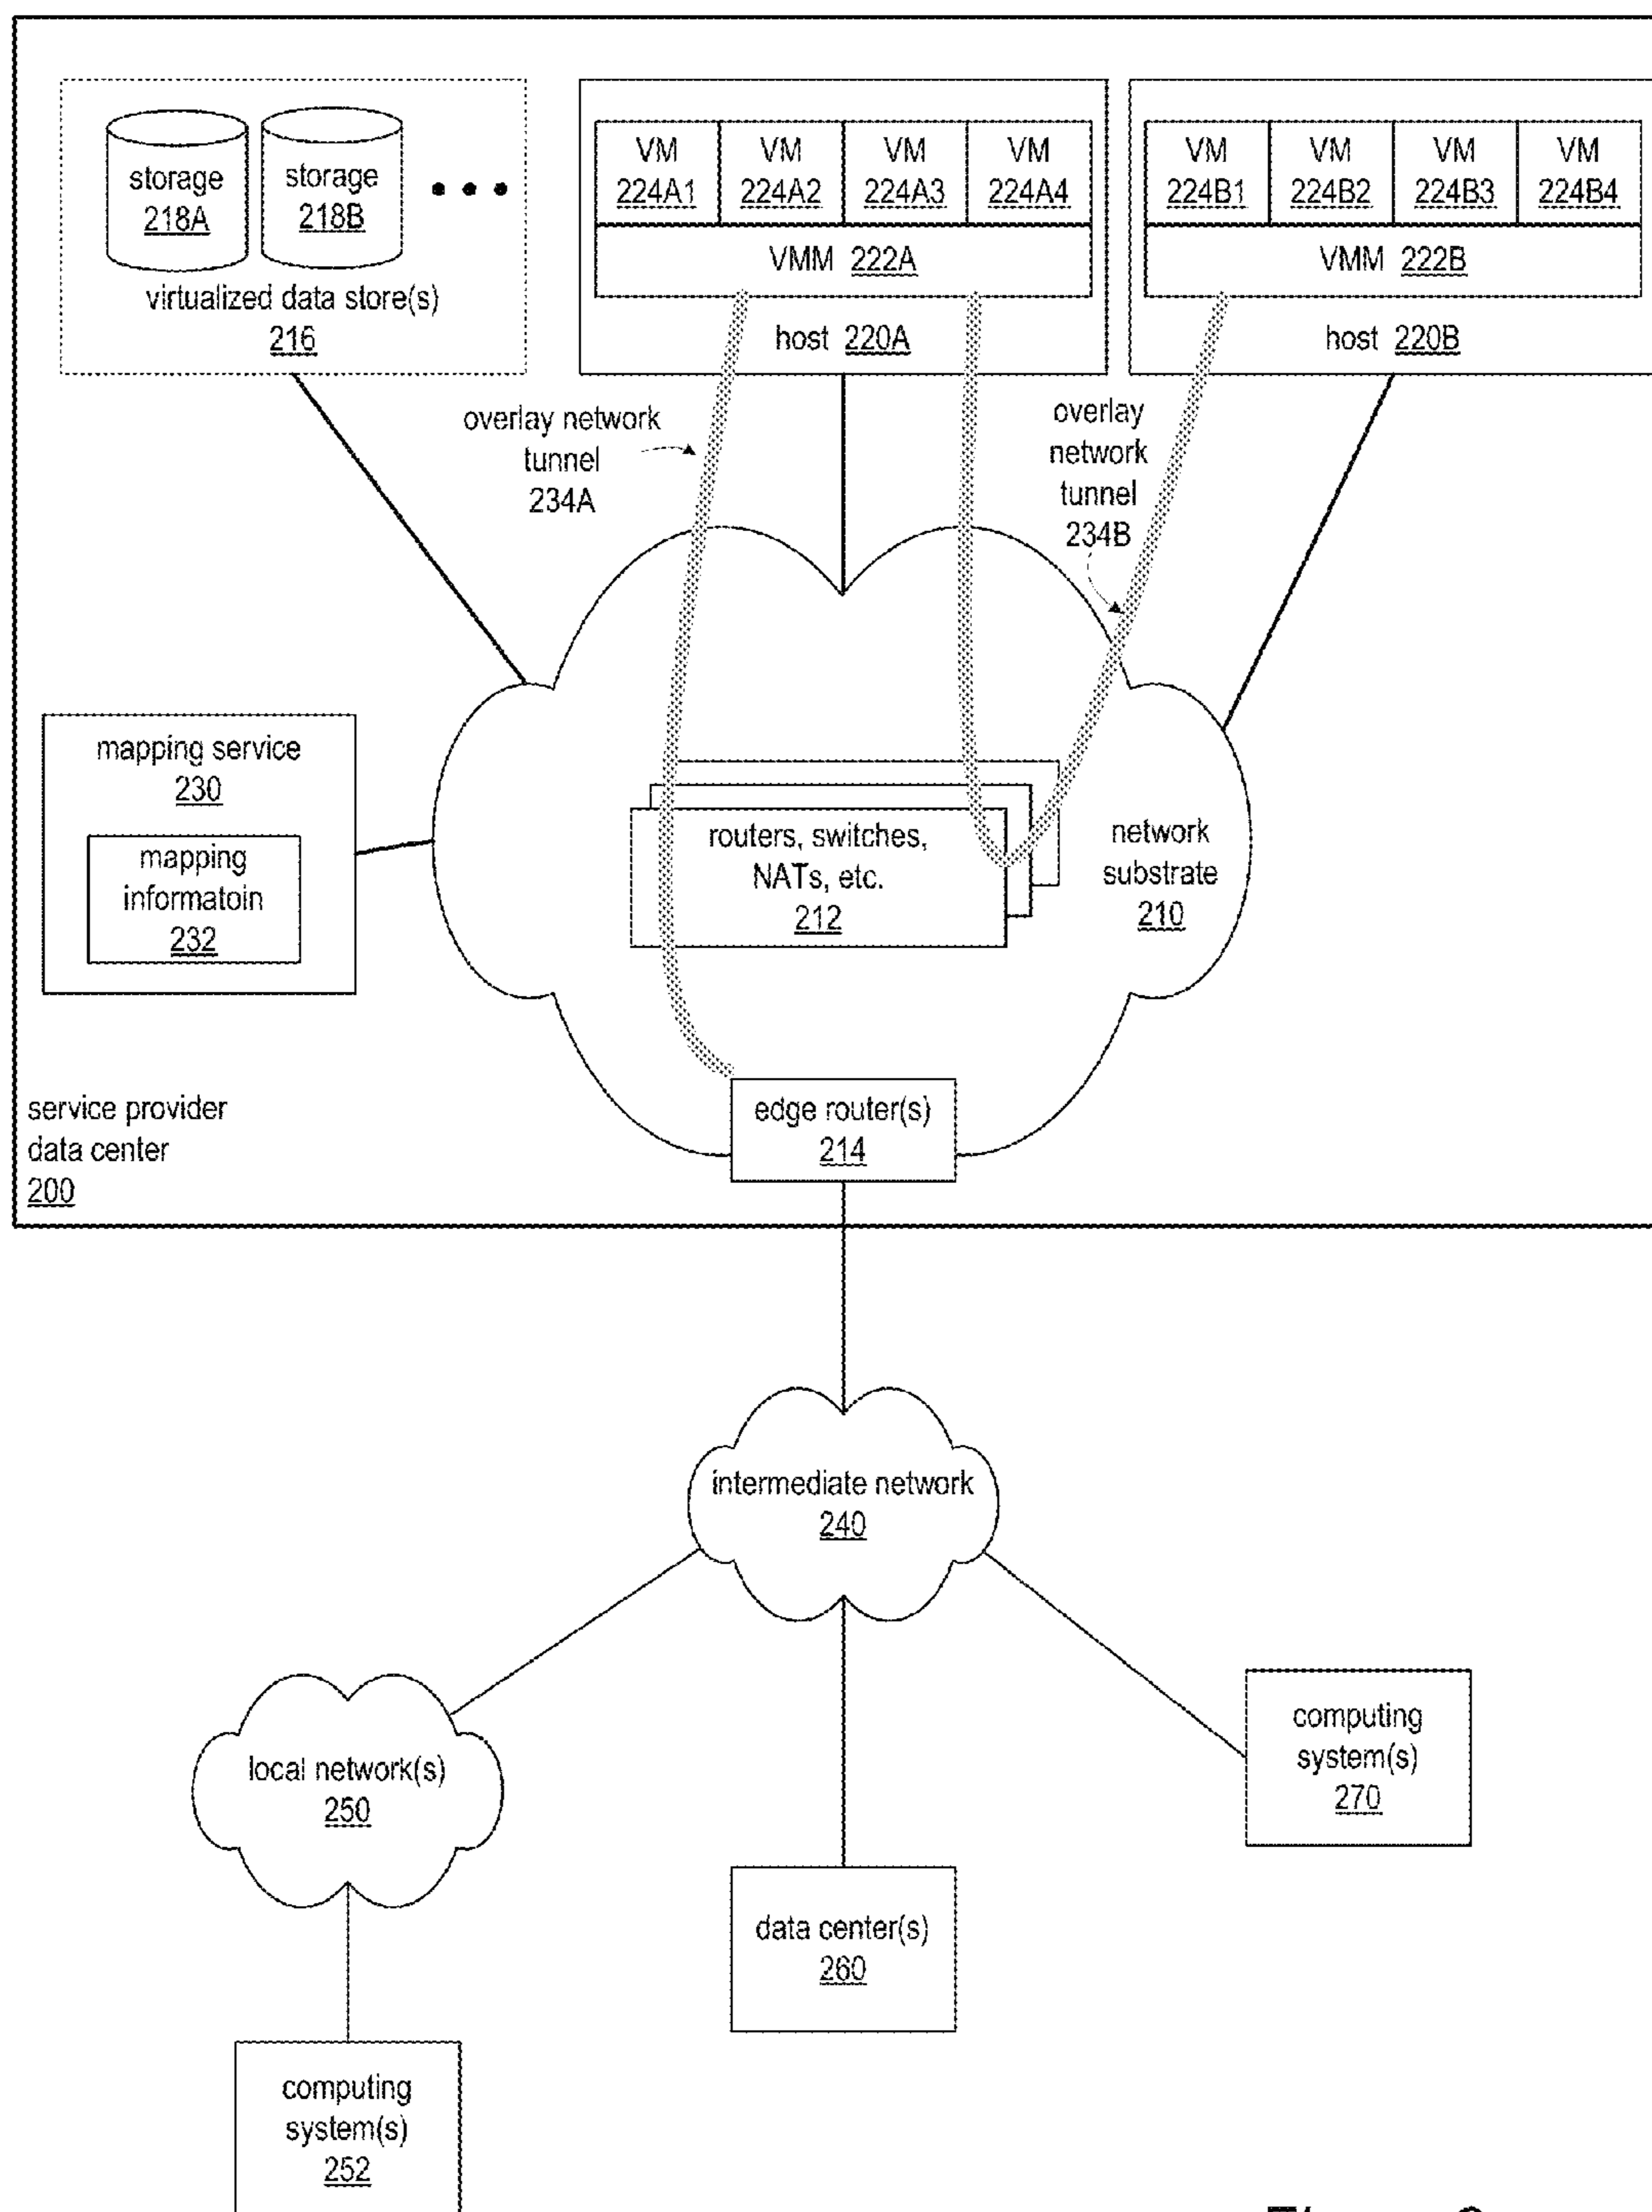 storage
218A
storage
218B
virtualized data store(s)
216
VM
224A1
VM
224A2
VM
224A3
VM
224A4
VMM 222A
host 220A
VM
224B1
VM
224B2
VM
224B3
VM
224B4
VMM 222B
host 220B
overlay network
tunnel
234A
overlay
network
tunnel
234B
mapping service
230
mapping
informatoin
232
routers, switches,
NATs, etc.
212
network
substrate
210
edge router(s)
214
service provider
data center
200
intermediate network
240
local network(s)
250
computing
system(s)
270
data center(s)
260
computing
system(s)
252